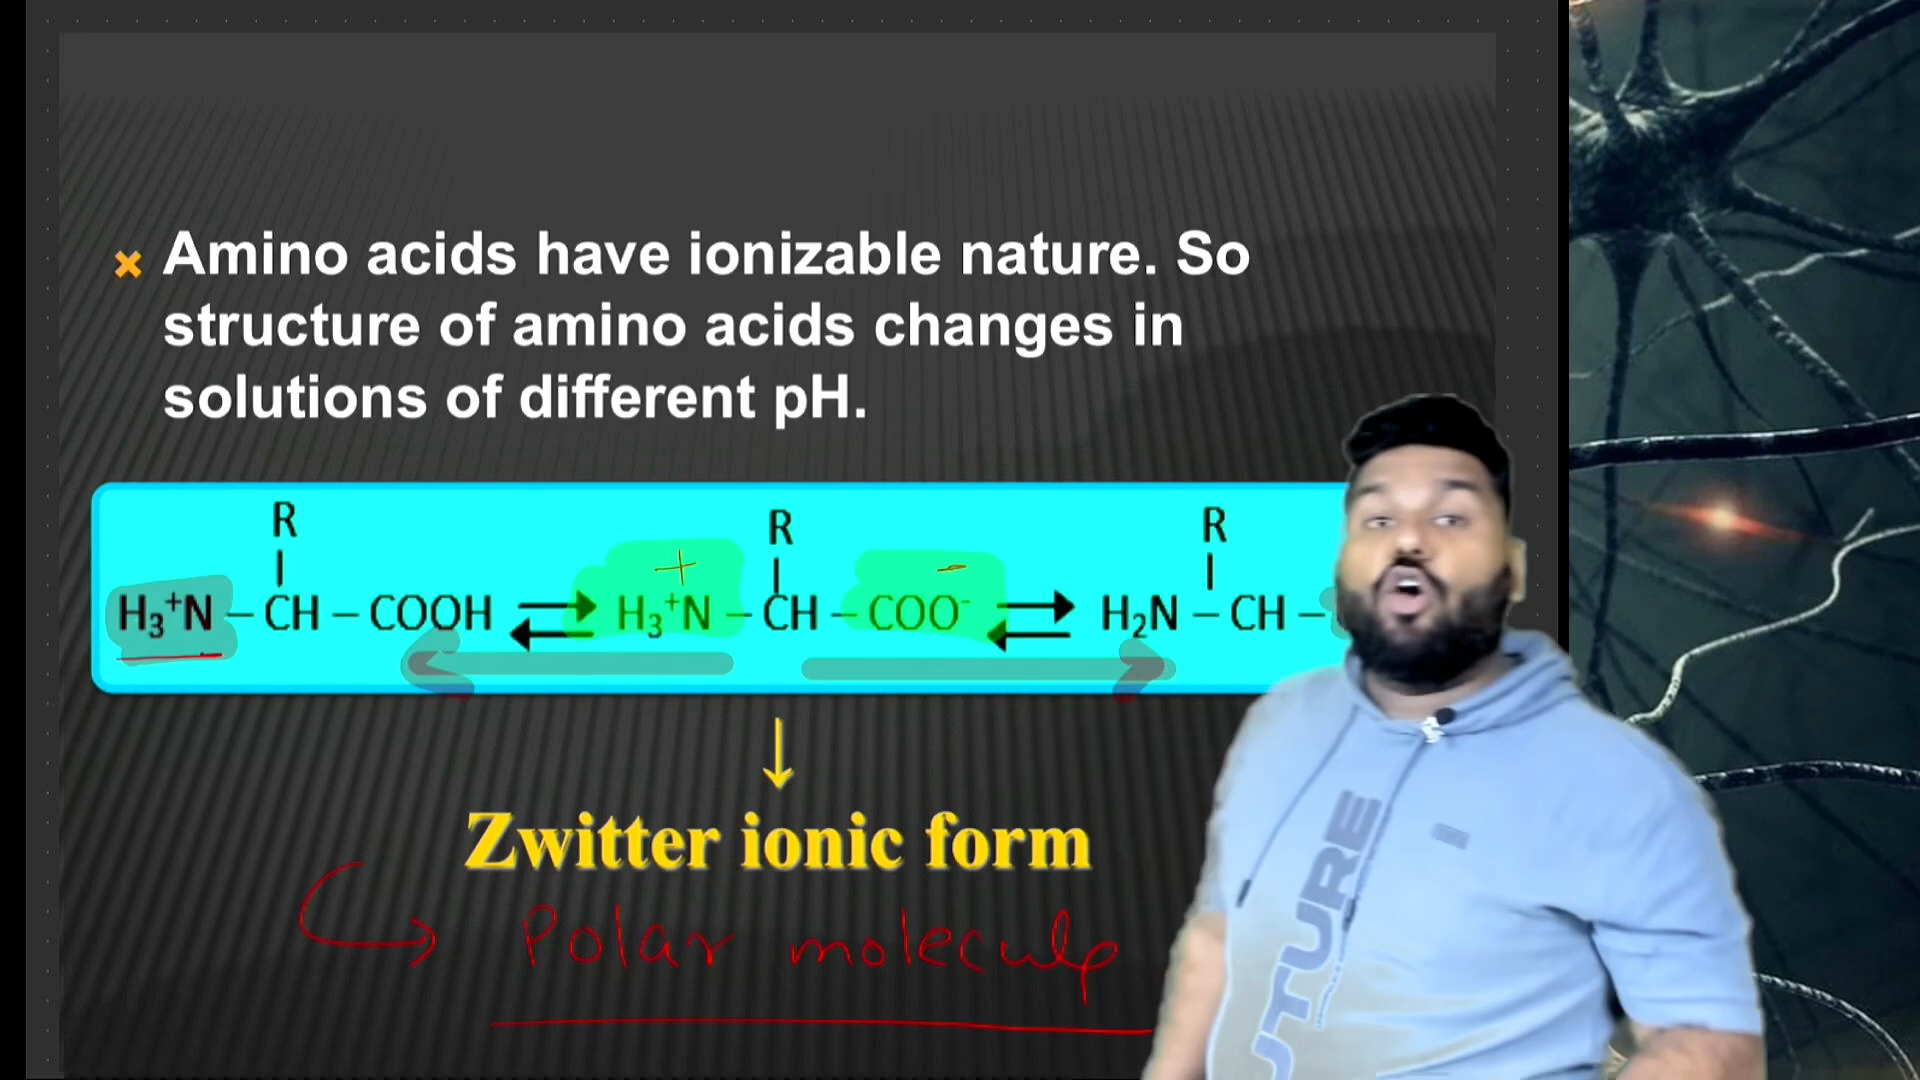 Amino acids have ionizable nature. So
structure of amino acids changes in
solutions of different pH.
R
R
R
H₃⁺N – CH – COOH ⇌ H₃⁺N – CH – COO⁻ ⇌ H₂N – CH –
+
-
↓
Zwitter ionic form
Polar molecule
UTURE